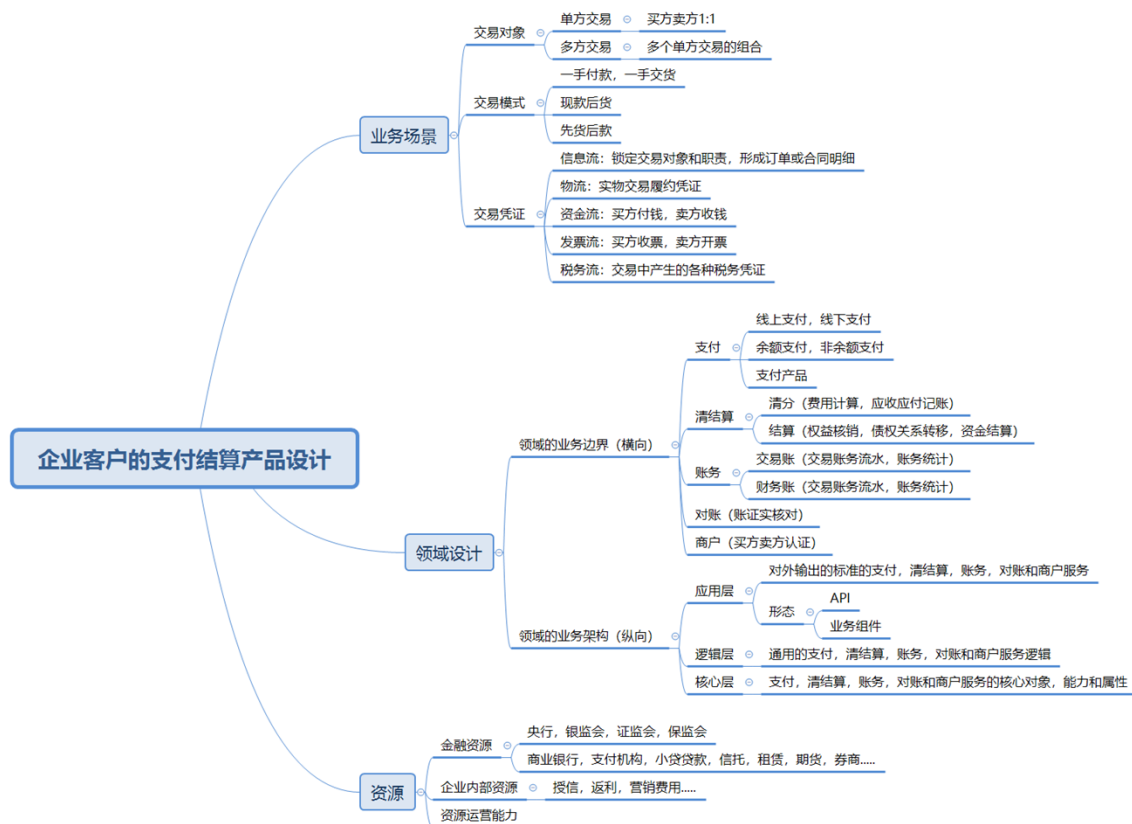 企业客户的支付结算产品设计
业务场景
交易对象
单方交易
买方卖方1:1
多方交易
多个单方交易的组合
交易模式
一手付款，一手交货
现款后货
先货后款
交易凭证
信息流：锁定交易对象和职责，形成订单或合同明细
物流：实物交易履约凭证
资金流：买方付钱，卖方收钱
发票流：买方收票，卖方开票
税务流：交易中产生的各种税务凭证
领域设计
领域的业务边界（横向）
支付
线上支付，线下支付
余额支付，非余额支付
支付产品
清结算
清分（费用计算，应收应付记账）
结算（权益核销，债权关系转移，资金结算）
账务
交易账（交易账务流水，账务统计）
财务账（交易账务流水，账务统计）
对账（账证实核对）
商户（买方卖方认证）
领域的业务架构（纵向）
应用层
对外输出的标准的支付，清结算，账务，对账和商户服务
形态
API
业务组件
逻辑层
通用的支付，清结算，账务，对账和商户服务逻辑
核心层
支付，清结算，账务，对账和商户服务的核心对象，能力和属性
资源
金融资源
央行，银监会，证监会，保监会
商业银行，支付机构，小贷贷款，信托，租赁，期货，券商.....
企业内部资源
授信，返利，营销费用.....
资源运营能力